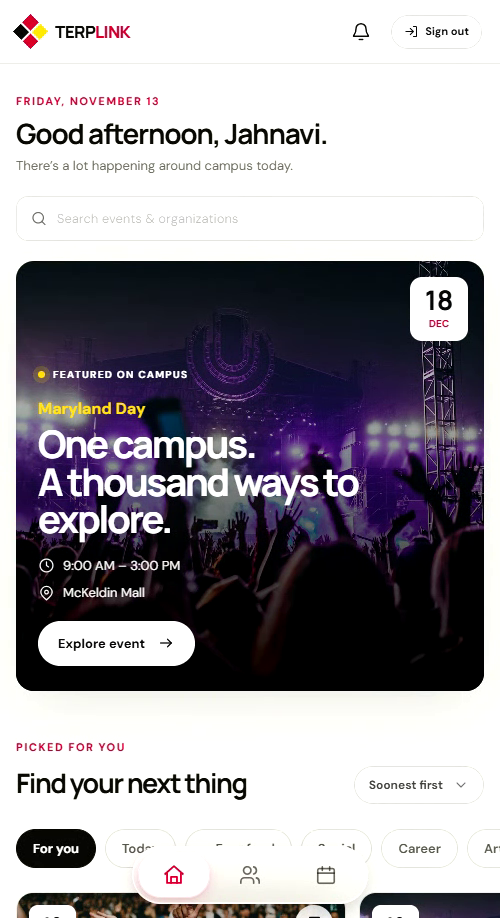 TERPLINK
Sign out
FRIDAY, NOVEMBER 13
Good afternoon, Jahnavi.
There's a lot happening around campus today.
Search events & organizations
18
DEC
FEATURED ON CAMPUS
Maryland Day
One campus.
A thousand ways to
explore.
9:00 AM – 3:00 PM
McKeldin Mall
Explore event
PICKED FOR YOU
Find your next thing
Soonest first
For you
Career